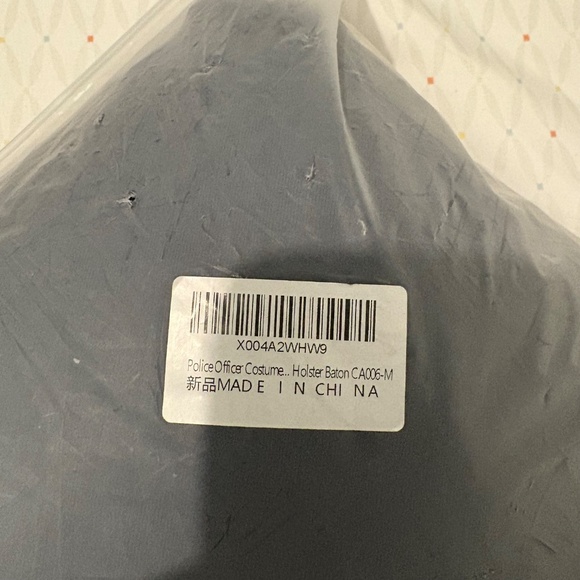 X004A2WHW9
Police Officer Costume... Holster Baton CA006-M
新品MADE IN CHINA